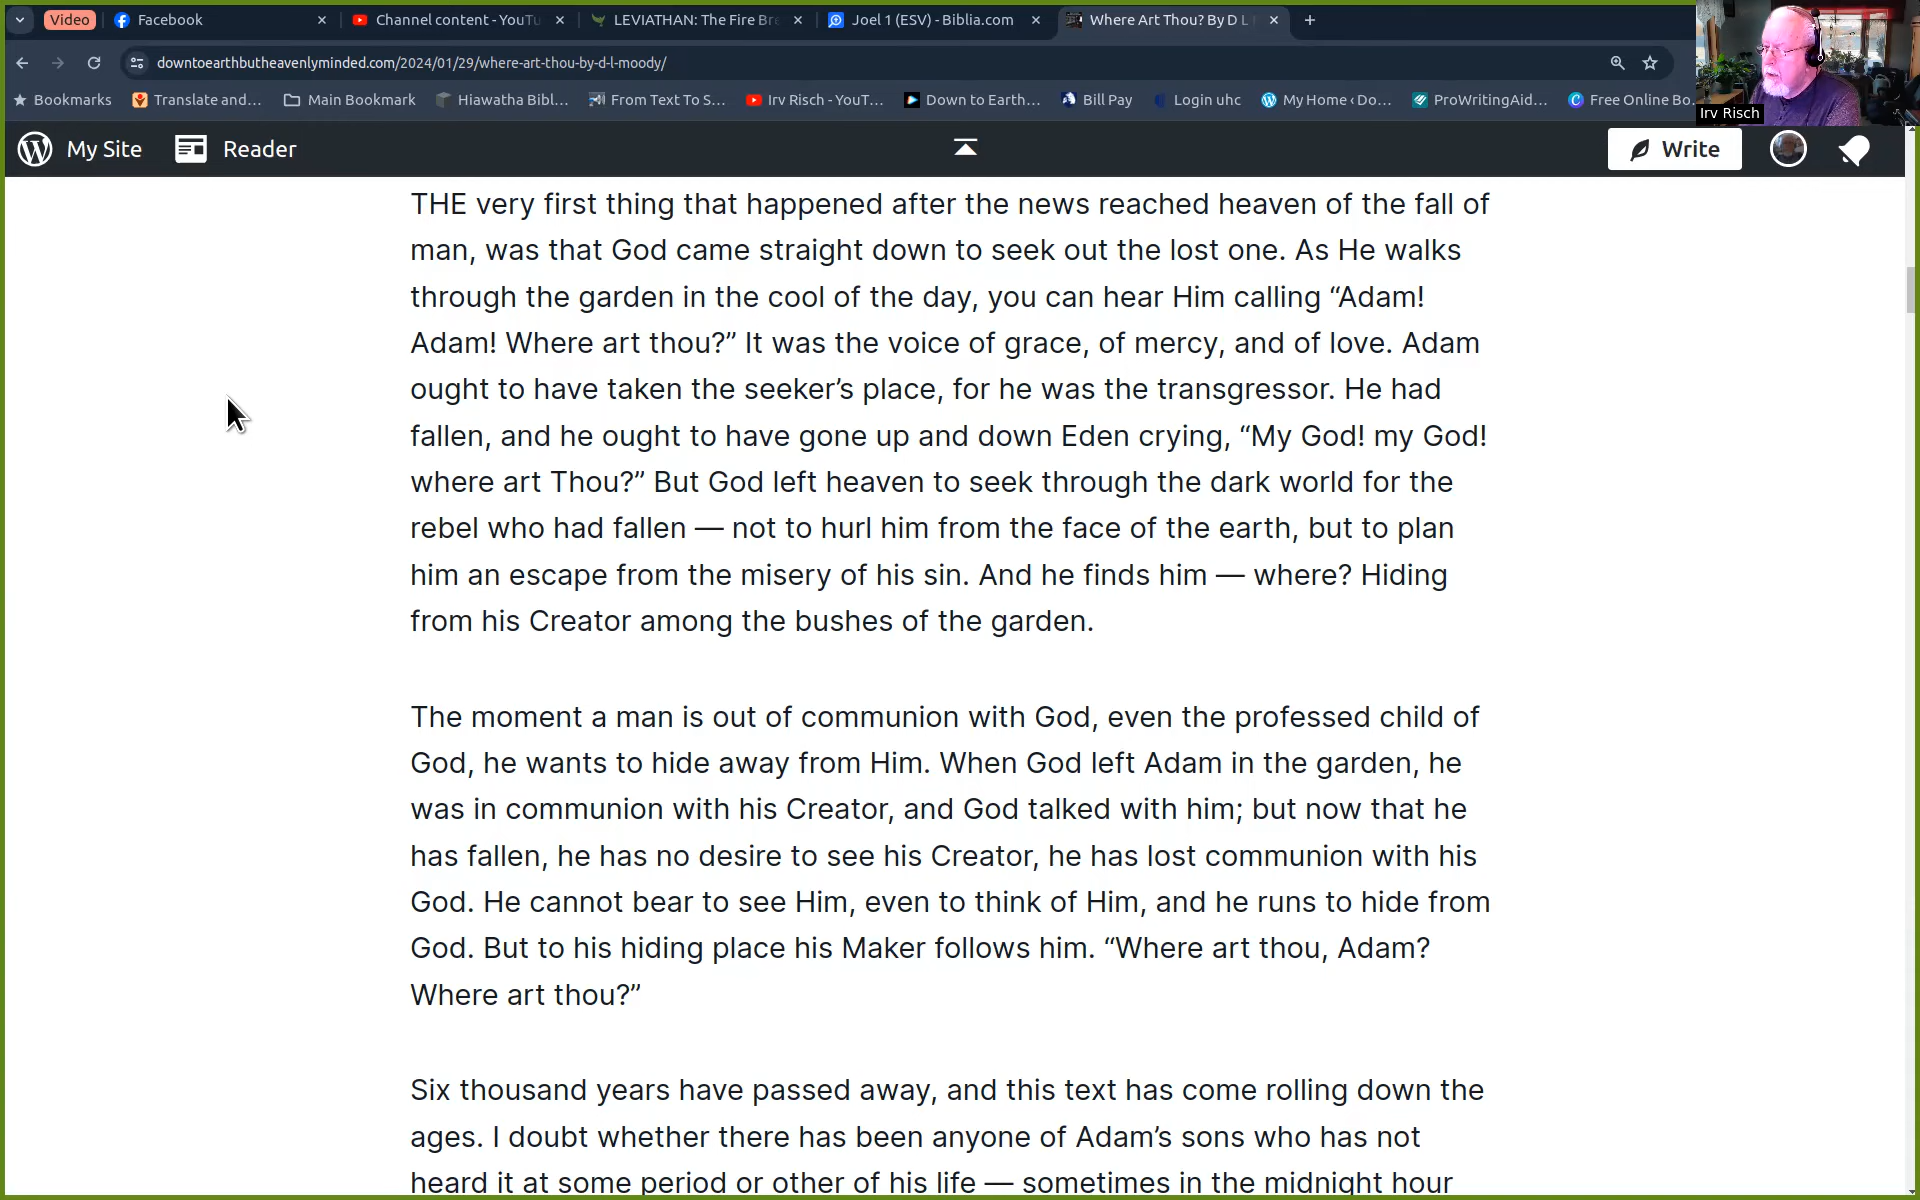 Video
Facebook
Channel content - YouTu
LEVIATHAN: The Fire Bre
Joel 1 (ESV) - Biblia.com
Where Art Thou? By D L
downtoearthbutheavenlyminded.com/2024/01/29/where-art-thou-by-d-l-moody/
Bookmarks
Translate and...
Main Bookmark
Hiawatha Bibl...
From Text To S...
Irv Risch - YouT...
Down to Earth...
Bill Pay
Login uhc
My Home ‹ Do...
ProWritingAid...
Free Online Bo...
Irv Risch
My Site
Reader
Write
THE very first thing that happened after the news reached heaven of the fall of
man, was that God came straight down to seek out the lost one. As He walks
through the garden in the cool of the day, you can hear Him calling “Adam!
Adam! Where art thou?” It was the voice of grace, of mercy, and of love. Adam
ought to have taken the seeker’s place, for he was the transgressor. He had
fallen, and he ought to have gone up and down Eden crying, “My God! my God!
where art Thou?” But God left heaven to seek through the dark world for the
rebel who had fallen — not to hurl him from the face of the earth, but to plan
him an escape from the misery of his sin. And he finds him — where? Hiding
from his Creator among the bushes of the garden.
The moment a man is out of communion with God, even the professed child of
God, he wants to hide away from Him. When God left Adam in the garden, he
was in communion with his Creator, and God talked with him; but now that he
has fallen, he has no desire to see his Creator, he has lost communion with his
God. He cannot bear to see Him, even to think of Him, and he runs to hide from
God. But to his hiding place his Maker follows him. “Where art thou, Adam?
Where art thou?”
Six thousand years have passed away, and this text has come rolling down the
ages. I doubt whether there has been anyone of Adam’s sons who has not
heard it at some period or other of his life — sometimes in the midnight hour